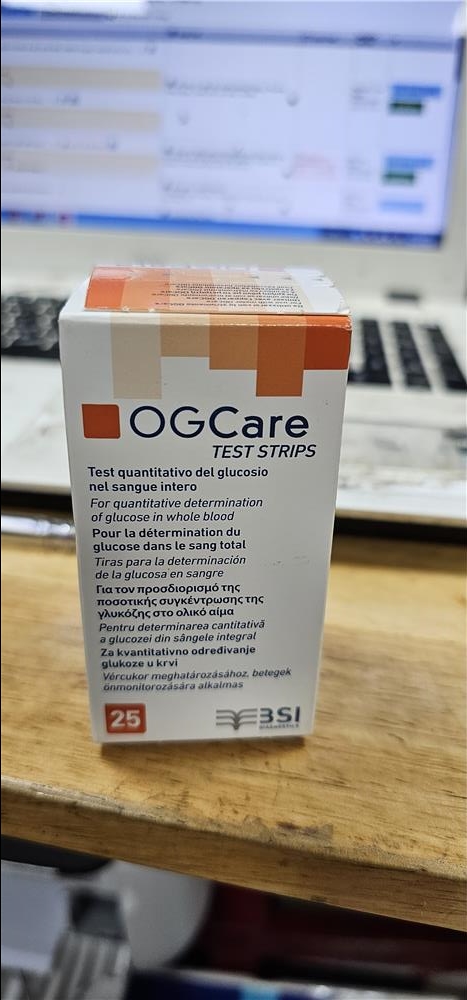 OGCare
TEST STRIPS
Test quantitativo del glucosio
nel sangue intero
For quantitative determination
of glucose in whole blood
Pour la détermination du
glucose dans le sang total
Tiras para la determinación
de la glucosa en sangre
Για τον προσδιορισμό της
ποσοτικής συγκέντρωσης της
γλυκόζης στο ολικό αίμα
Pentru determinarea cantitativă
a glucozei din sângele integral
Za kvantitativno određivanje
glukoze u krvi
Vércukor meghatározásához, betegek
önmonitorozására alkalmas
25
BSI